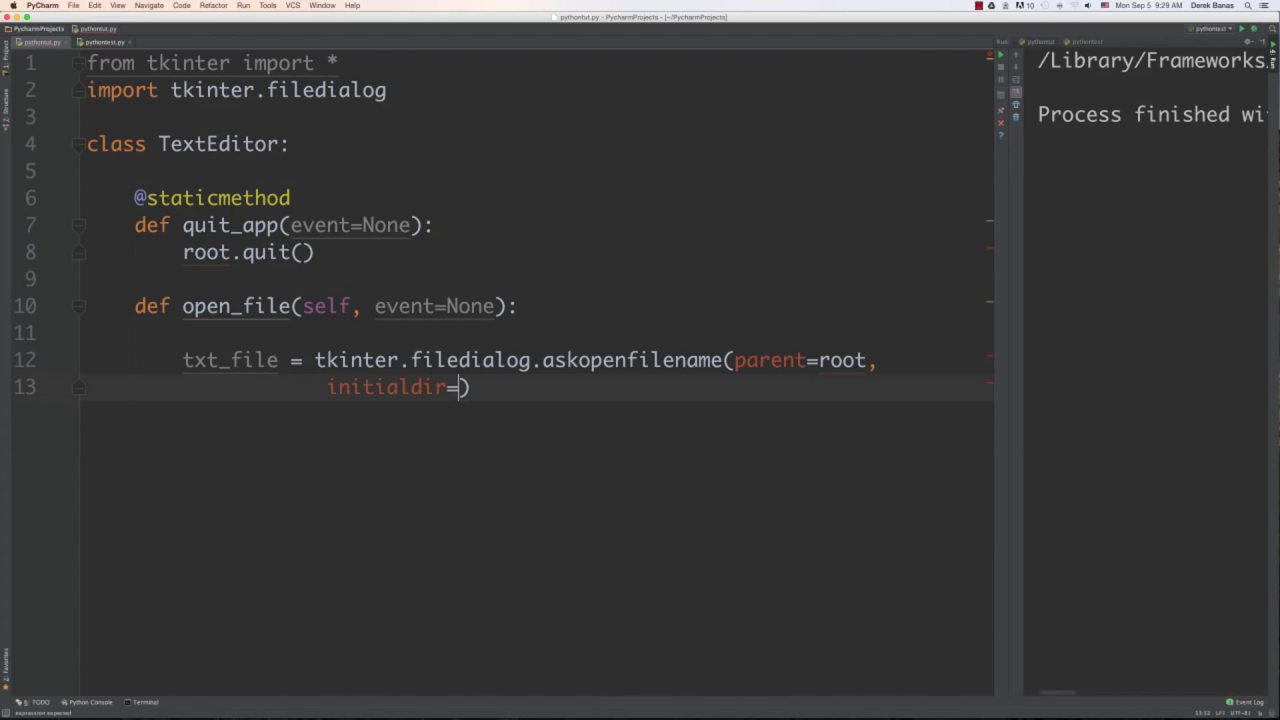 PyCharm File Edit View Navigate Code Refactor Run Tools VCS Window Help 10 Mon Sep 5 9:29 AM Derek Banas
pythontut.py - PycharmProjects - [~/PycharmProjects]
PycharmProjects pythontut.py pythontest
pythontut.py pythontest.py Run: pythontut pythontest
1 from tkinter import *
2 import tkinter.filedialog
3
4 class TextEditor:
5
6 @staticmethod
7 def quit_app(event=None):
8 root.quit()
9
10 def open_file(self, event=None):
11
12 txt_file = tkinter.filedialog.askopenfilename(parent=root,
13 initialdir=)
/Library/Frameworks
Process finished wi
1: Project
7: Structure
2: Favorites
4: Run
6: TODO Python Console Terminal Event Log
expression expected 13:32 LF UTF-8